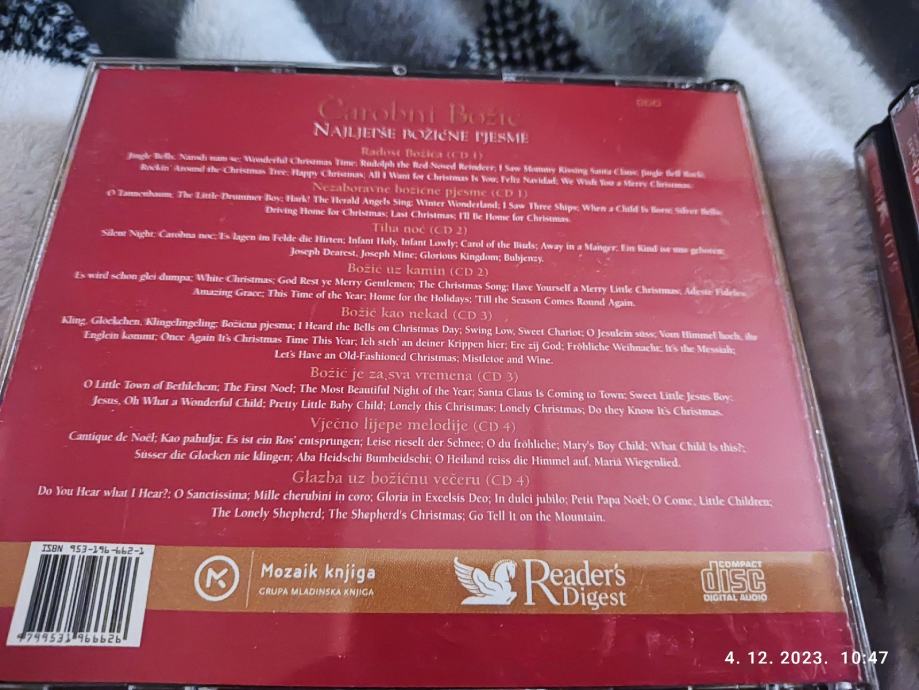 Čarobni Božić
NAJLJEPŠE BOŽIĆNE PJESME
Radost Božića (CD 1)
Jingle Bells; Narodi nam se; Wonderful Christmas Time; Rudolph the Red-Nosed Reindeer; I Saw Mommy Kissing Santa Claus; Jingle Bell Rock;
Rockin' Around the Christmas Tree; Happy Christmas; All I Want for Christmas Is You; Feliz Navidad; We Wish You a Merry Christmas.
Nezaboravne božićne pjesme (CD 1)
O Tannenbaum; The Little Drummer Boy; Hark! The Herald Angels Sing; Winter Wonderland; I Saw Three Ships; When a Child Is Born; Silver Bells;
Driving Home for Christmas; Last Christmas; I'll Be Home for Christmas.
Tiha noć (CD 2)
Silent Night; Čarobna noć; Es lagen im Felde die Hirten; Infant Holy, Infant Lowly; Carol of the Birds; Away in a Manger; Ein Kind ist uns geboren;
Joseph Dearest, Joseph Mine; Glorious Kingdom; Bubjenzy.
Božić uz kamin (CD 2)
Es wird schon glei dumpa; White Christmas; God Rest ye Merry Gentlemen; The Christmas Song; Have Yourself a Merry Little Christmas; Adeste Fideles;
Amazing Grace; This Time of the Year; Home for the Holidays; 'Till the Season Comes Round Again.
Božić kao nekad (CD 3)
Kling, Glöckchen, Klingelingeling; Božićna pjesma; I Heard the Bells on Christmas Day; Swing Low, Sweet Chariot; O Jesulein süss; Vom Himmel hoch, ihr
Englein kommt; Once Again It's Christmas Time This Year; Ich steh' an deiner Krippen hier; Ere zij God; Fröhliche Weihnacht; It's the Messiah;
Let's Have an Old-Fashioned Christmas; Mistletoe and Wine.
Božić je za sva vremena (CD 3)
O Little Town of Bethlehem; The First Noel; The Most Beautiful Night of the Year; Santa Claus Is Coming to Town; Sweet Little Jesus Boy;
Jesus, Oh What a Wonderful Child; Pretty Little Baby Child; Lonely this Christmas; Lonely Christmas; Do they Know It's Christmas.
Vječno lijepe melodije (CD 4)
Cantique de Noël; Kao pahulja; Es ist ein Ros' entsprungen; Leise rieselt der Schnee; O du fröhliche; Mary's Boy Child; What Child Is this?;
Süsser die Glocken nie klingen; Aba Heidschi Bumbeidschi; O Heiland reiss die Himmel auf, Maria Wiegenlied.
Glazba uz božićnu večeru (CD 4)
Do You Hear what I Hear?; O Sanctissima; Mille cherubini in coro; Gloria in Excelsis Deo; In dulci jubilo; Petit Papa Noël; O Come, Little Children;
The Lonely Shepherd; The Shepherd's Christmas; Go Tell It on the Mountain.
ISBN 953-196-662-1
9799531 966626
Mozaik knjiga
GRUPA MLADINSKA KNJIGA
Reader's
Digest
COMPACT
disc
DIGITAL AUDIO
4. 12. 2023. 10:47